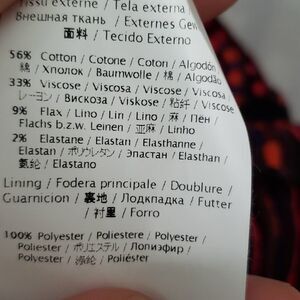 Tissu externe / Tela externa
Внешная ткань / Externes Gew
面料 / Tecido Externo
56% Cotton / Cotone / Coton / Algodón
/ 綿 / Хлопок / Baumwolle / 棉 / Algodão
33% Viscose / Viscosa / Viscose / Viscosa
レーヨン / Вискоза / Viskose / 粘纤 / Viscose
9% Flax / Lino / Lin / Lino / 麻 / Лен /
Flachs b.z.w. Leinen / 亚麻 / Linho
2% Elastane / Elastan / Elasthanne /
Elastan / ポリウレタン / Эластан / Elasthan /
氨纶 / Elastano
Lining / Fodera principale / Doublure /
Guarnicion / 裏地 / Лодкладка / Futter
/ 衬里 / Forro
100% Polyester / Poliestere / Polyester /
Poliester / ポリエステル / Лолиэфир /
Polyester / 涤纶 / Poliéster